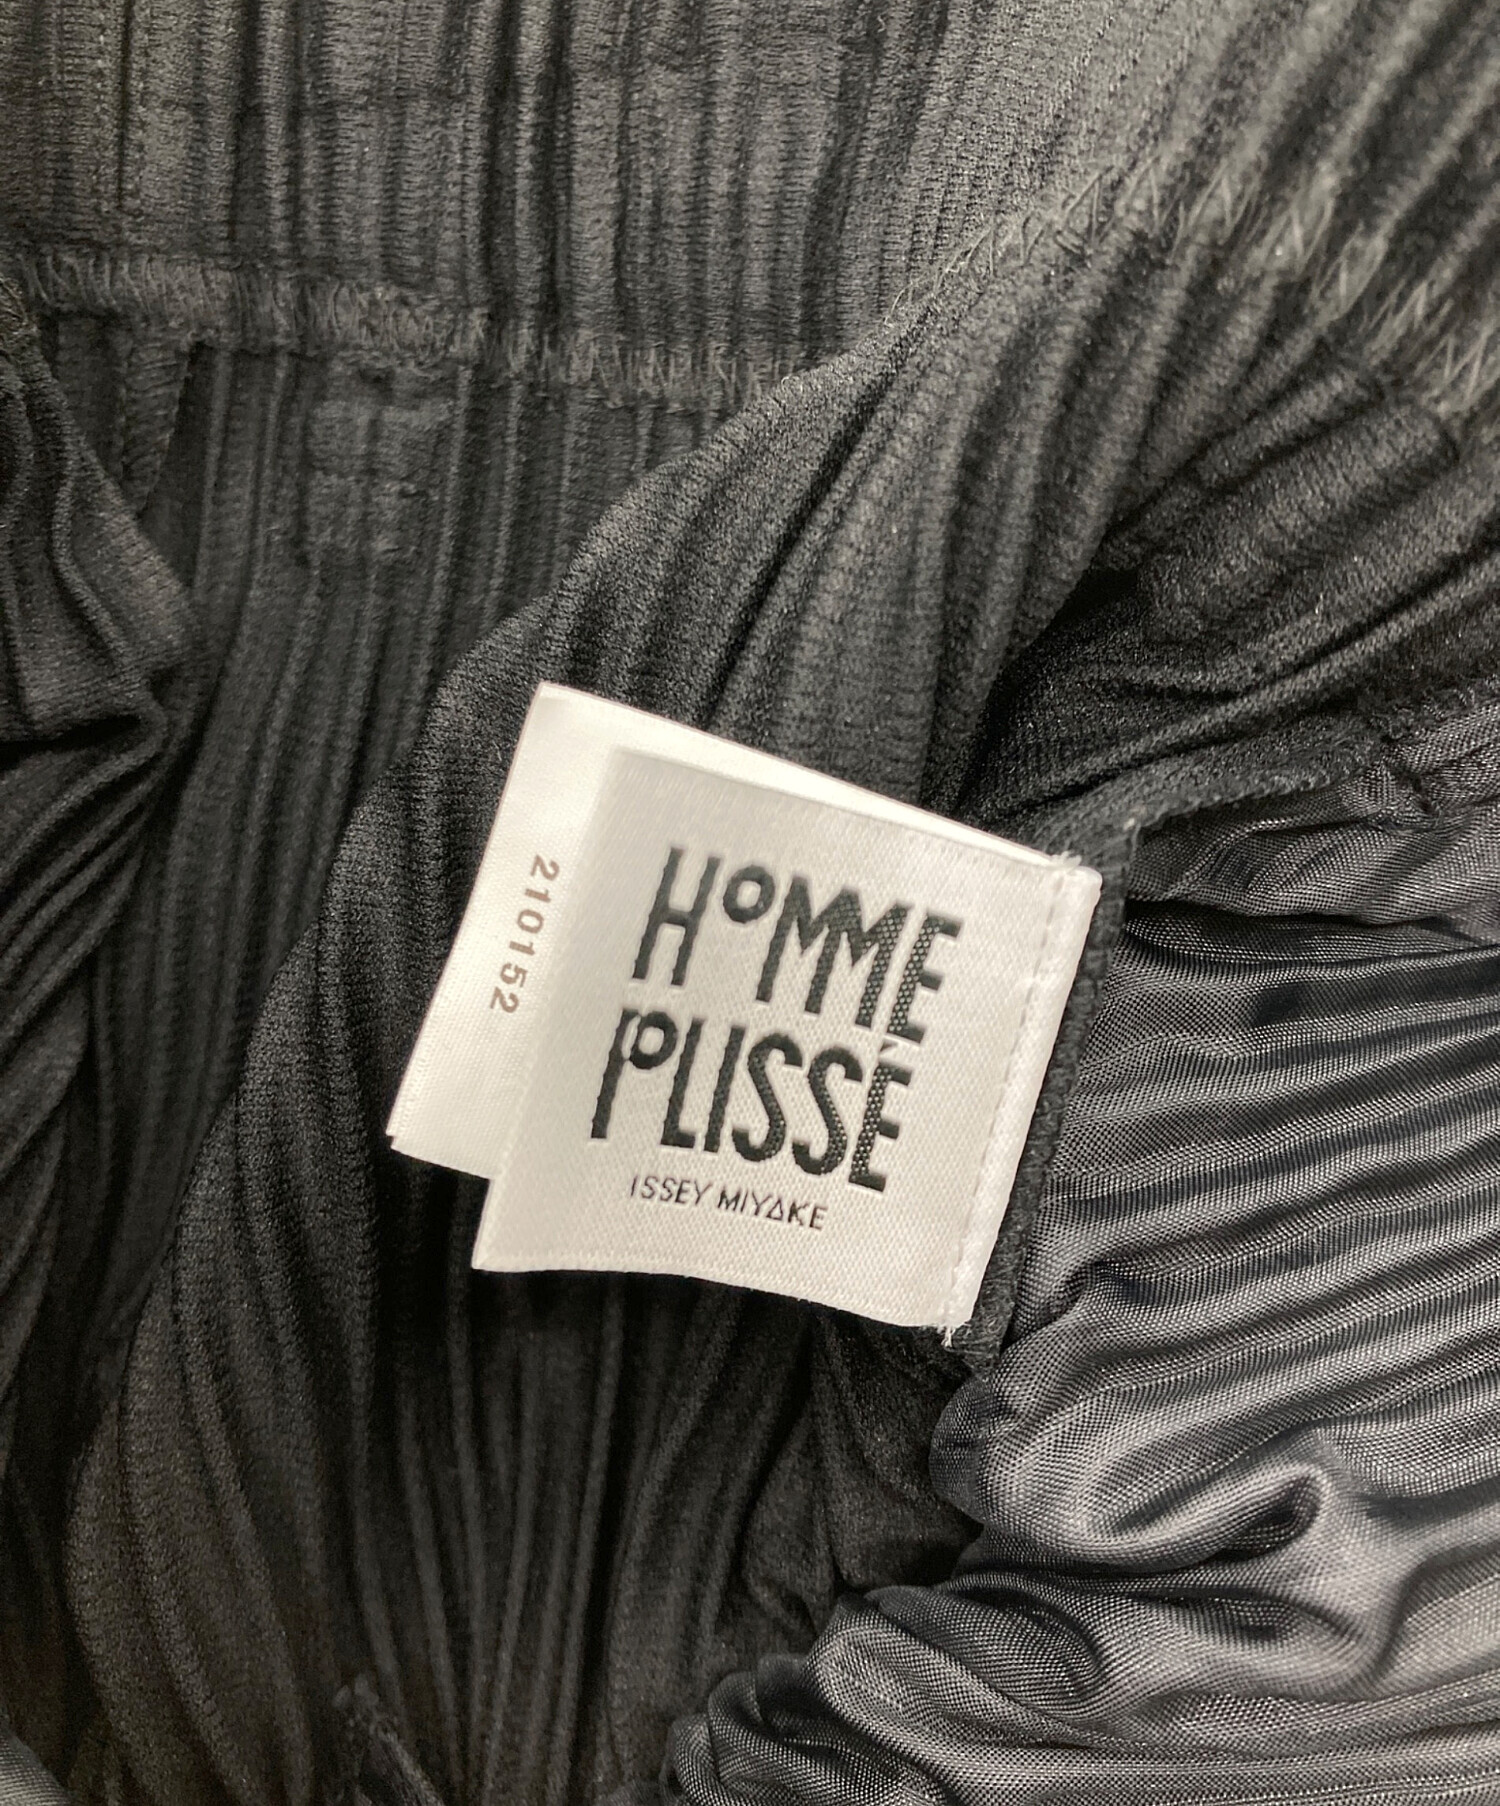 HOMME
PLISSÉ
ISSEY MIYAKE
210152